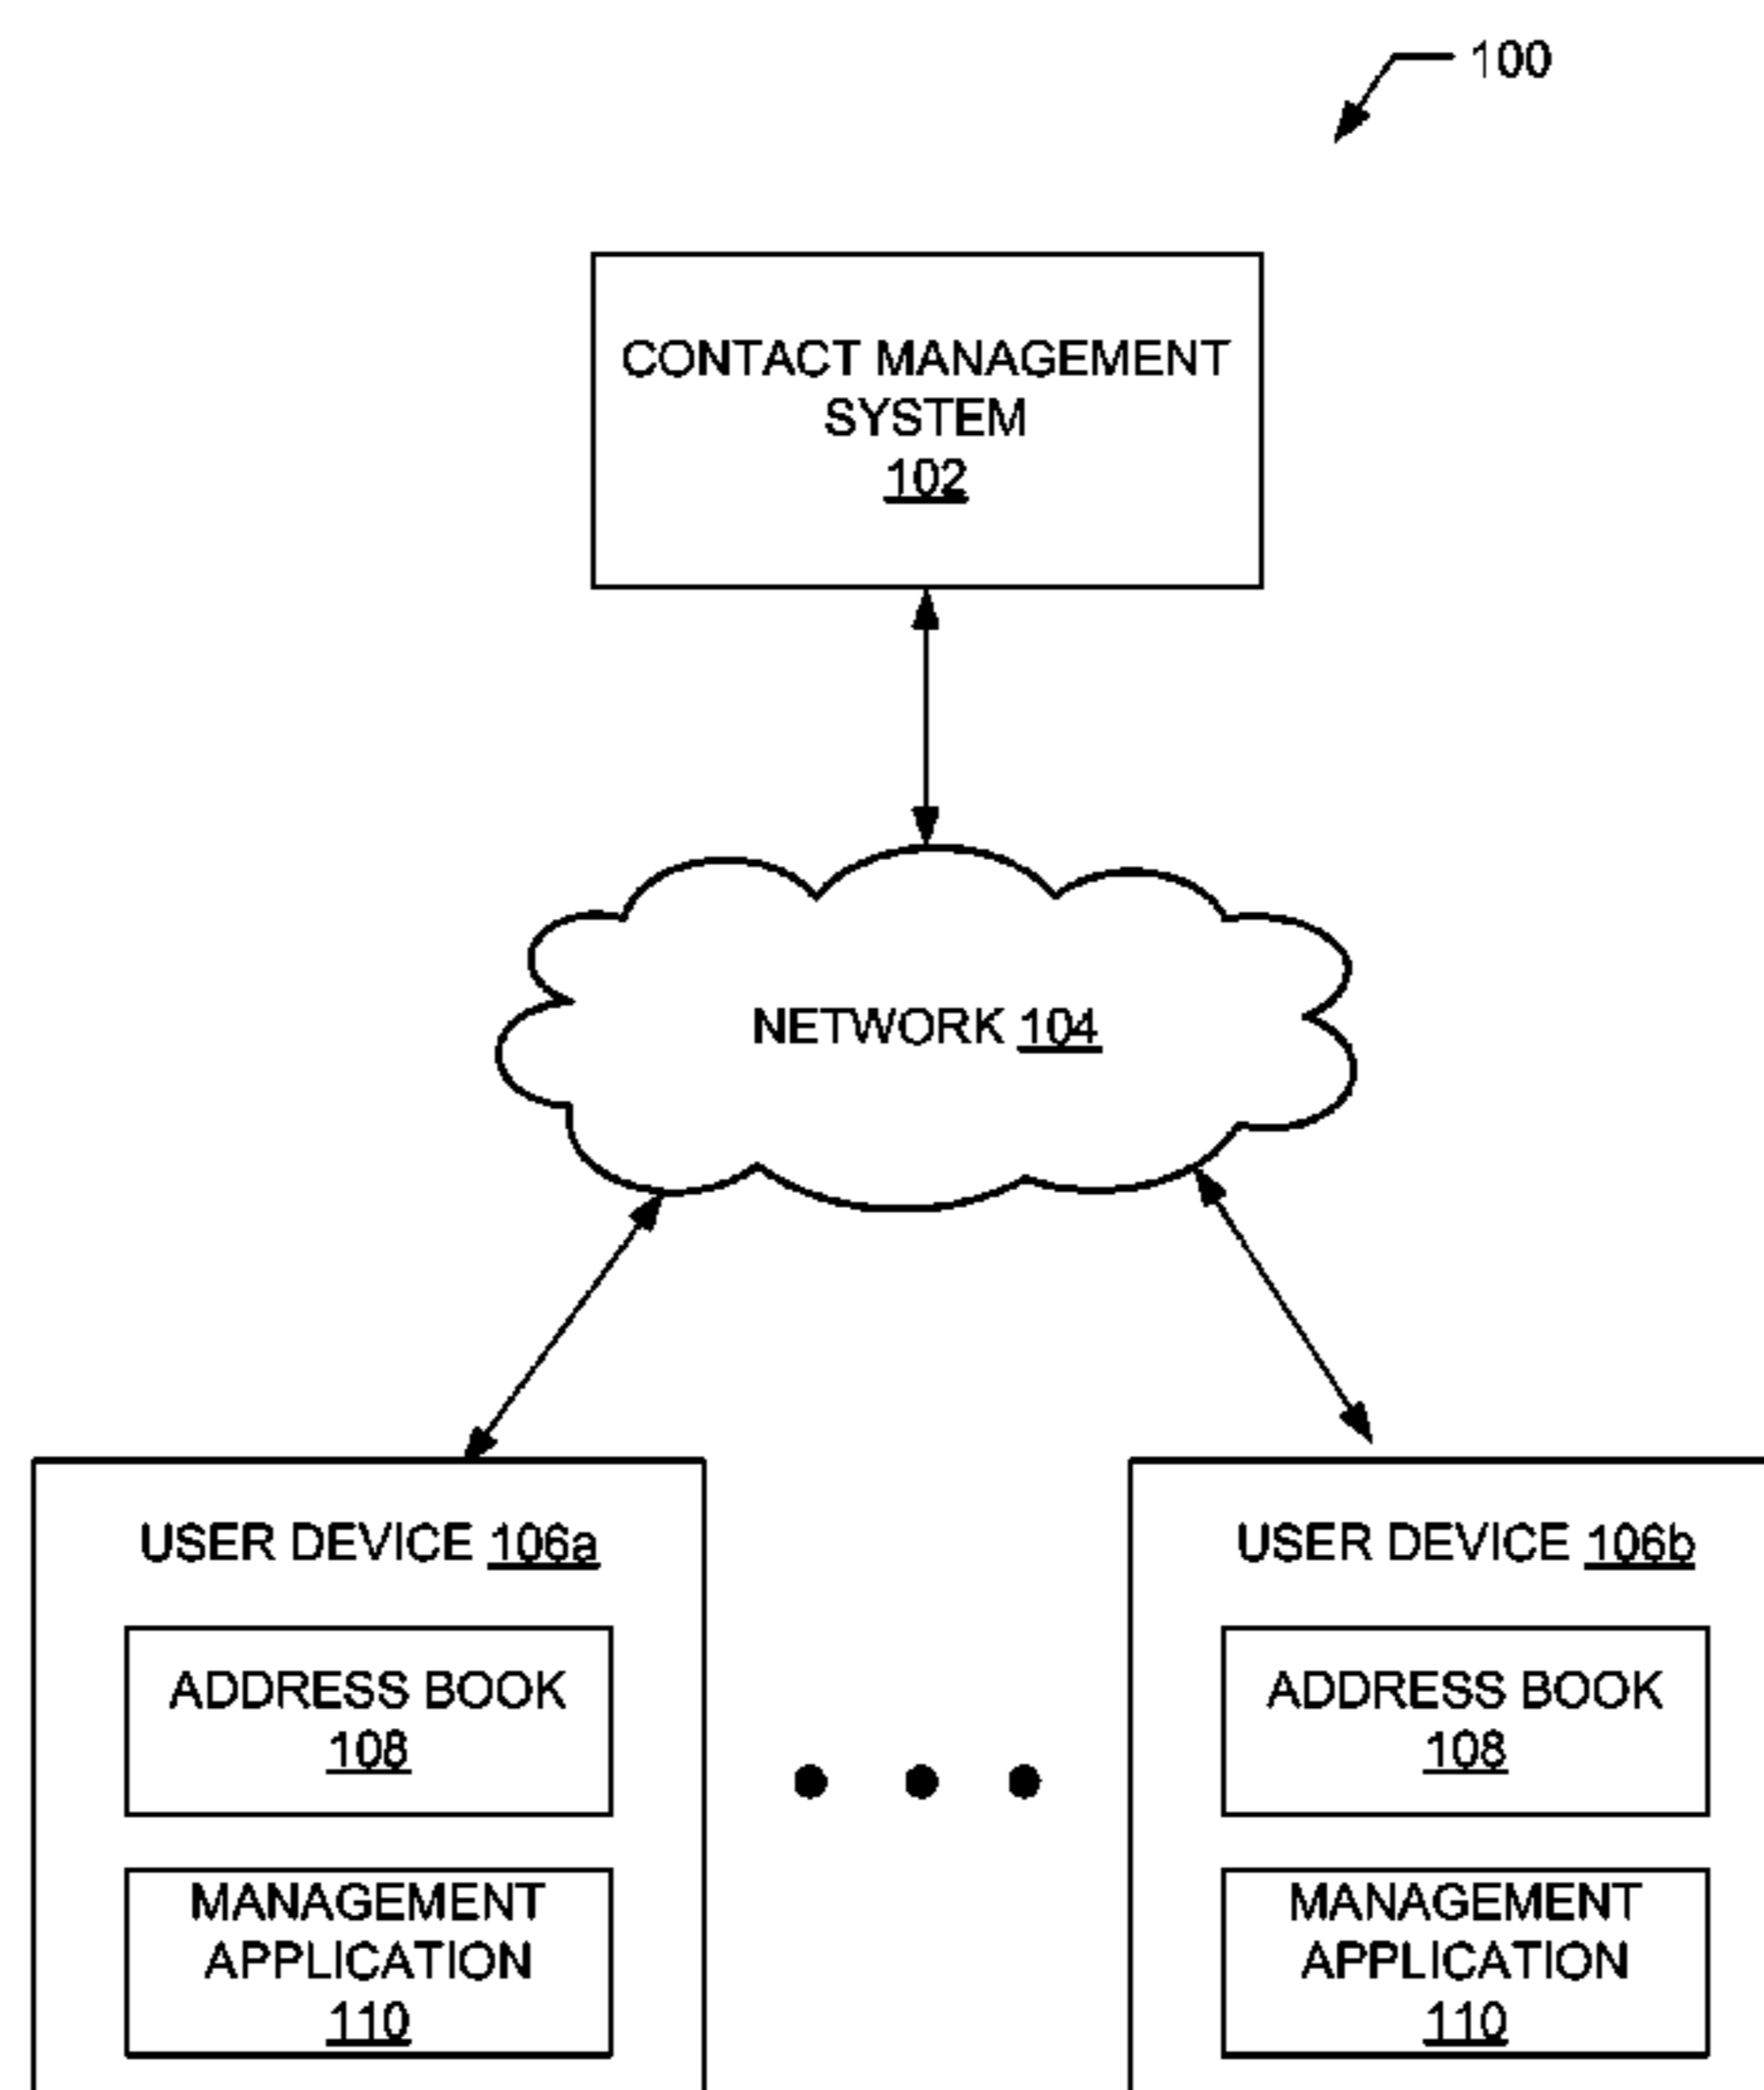 100
CONTACT MANAGEMENT
SYSTEM
102
NETWORK 104
USER DEVICE 106a
ADDRESS BOOK
108
MANAGEMENT
APPLICATION
110
USER DEVICE 106b
ADDRESS BOOK
108
MANAGEMENT
APPLICATION
110